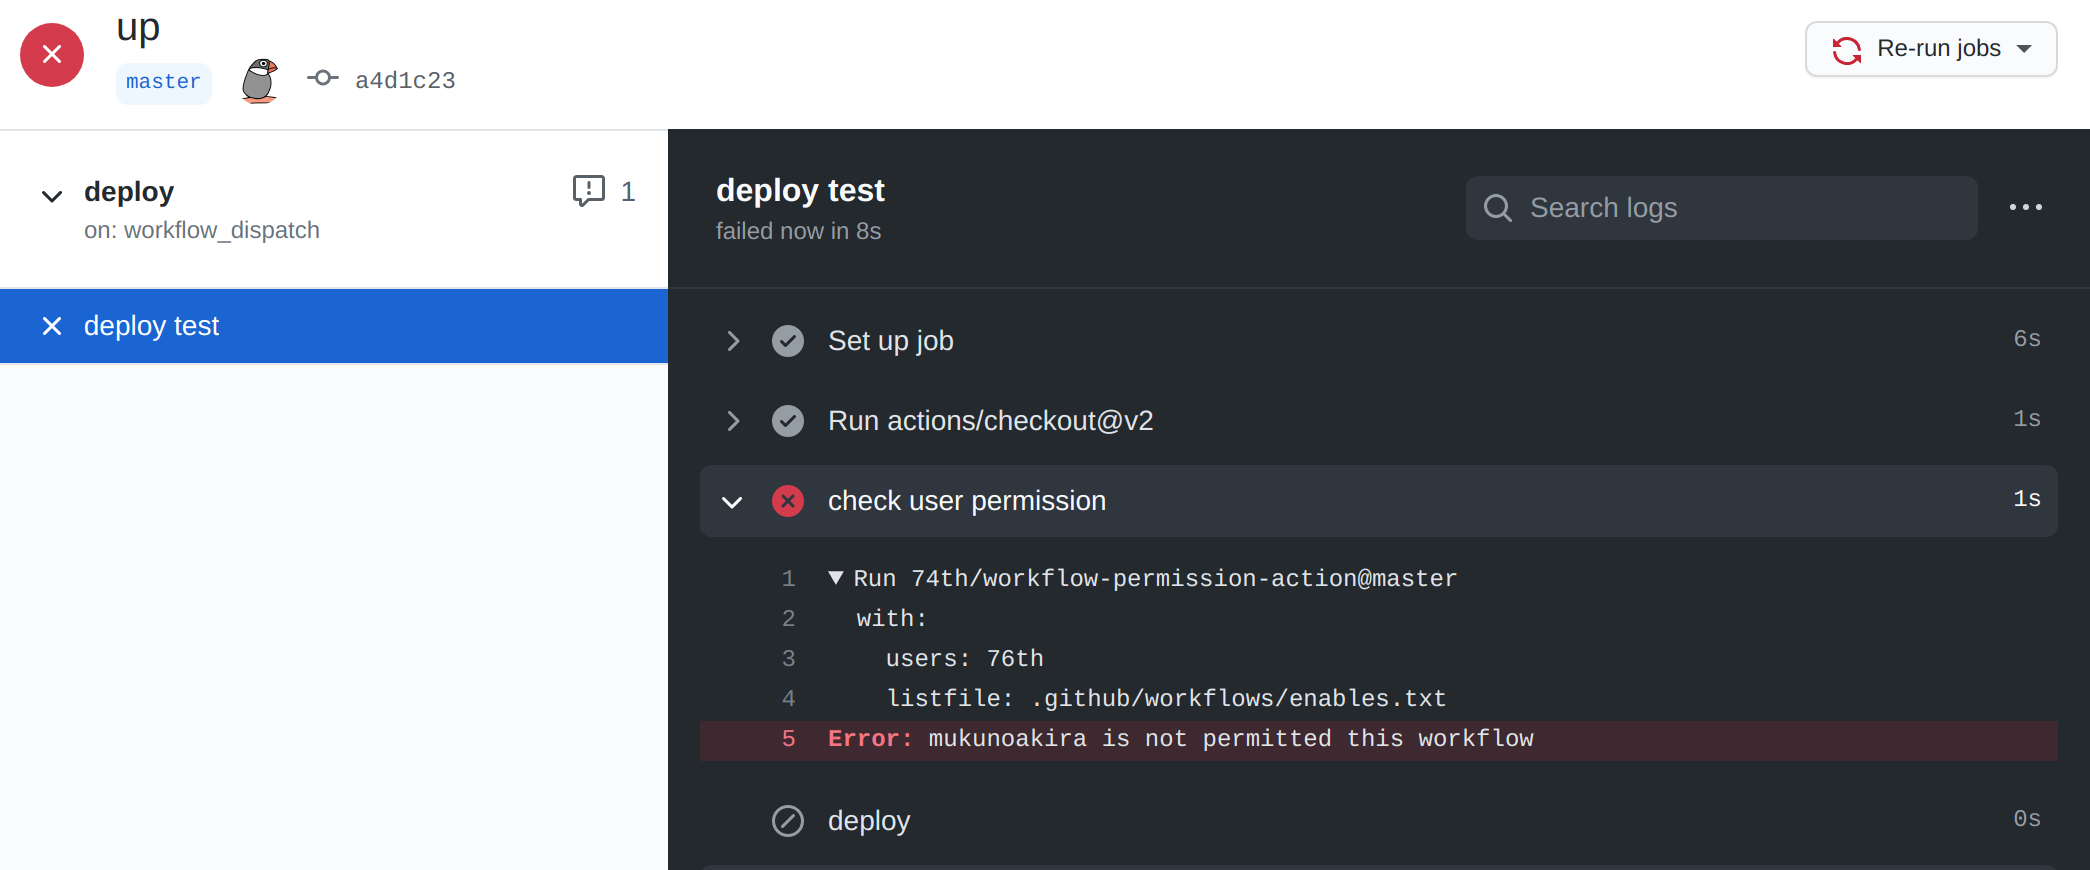 up
master a4d1c23
Re-run jobs
deploy 1
on: workflow_dispatch
deploy test
deploy test
failed now in 8s
Search logs
Set up job 6s
Run actions/checkout@v2 1s
check user permission 1s
1 Run 74th/workflow-permission-action@master
2 with:
3 users: 76th
4 listfile: .github/workflows/enables.txt
5 Error: mukunoakira is not permitted this workflow
deploy 0s